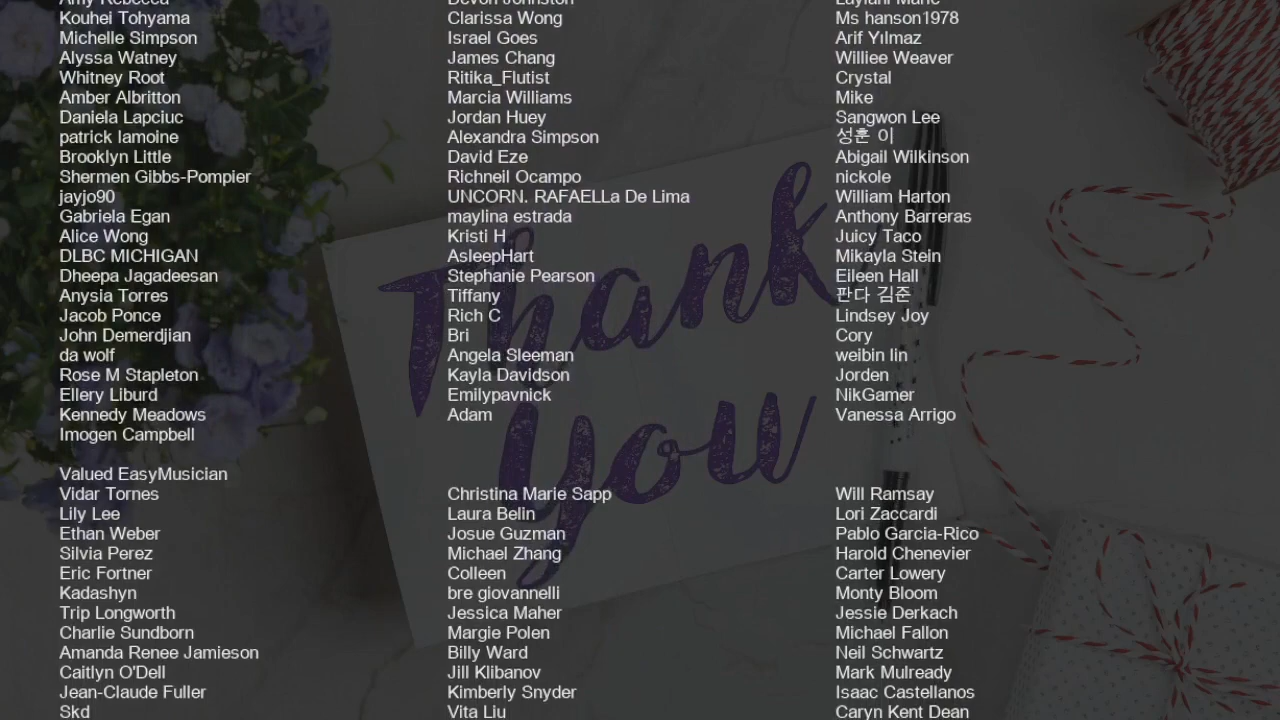 Amy Rebecca
Kouhei Tohyama
Michelle Simpson
Alyssa Watney
Whitney Root
Amber Albritton
Daniela Lapciuc
patrick lamoine
Brooklyn Little
Shermen Gibbs-Pompier
jayjo90
Gabriela Egan
Alice Wong
DLBC MICHIGAN
Dheepa Jagadeesan
Anysia Torres
Jacob Ponce
John Demerdjian
da wolf
Rose M Stapleton
Ellery Liburd
Kennedy Meadows
Imogen Campbell
Devon Johnston
Clarissa Wong
Israel Goes
James Chang
Ritika_Flutist
Marcia Williams
Jordan Huey
Alexandra Simpson
David Eze
Richneil Ocampo
UNCORN. RAFAELLa De Lima
maylina estrada
Kristi H
AsleepHart
Stephanie Pearson
Tiffany
Rich C
Bri
Angela Sleeman
Kayla Davidson
Emilypavnick
Adam
Ms hanson1978
Arif Yılmaz
Williee Weaver
Crystal
Mike
Sangwon Lee
성훈 이
Abigail Wilkinson
nickole
William Harton
Anthony Barreras
Juicy Taco
Mikayla Stein
Eileen Hall
판다 김준
Lindsey Joy
Cory
weibin lin
Jorden
NikGamer
Vanessa Arrigo
Thank
you
Valued EasyMusician
Vidar Tornes
Lily Lee
Ethan Weber
Silvia Perez
Eric Fortner
Kadashyn
Trip Longworth
Charlie Sundborn
Amanda Renee Jamieson
Caitlyn O'Dell
Jean-Claude Fuller
Skd
Christina Marie Sapp
Laura Belin
Josue Guzman
Michael Zhang
Colleen
bre giovannelli
Jessica Maher
Margie Polen
Billy Ward
Jill Klibanov
Kimberly Snyder
Vita Liu
Will Ramsay
Lori Zaccardi
Pablo Garcia-Rico
Harold Chenevier
Carter Lowery
Monty Bloom
Jessie Derkach
Michael Fallon
Neil Schwartz
Mark Mulready
Isaac Castellanos
Caryn Kent Dean